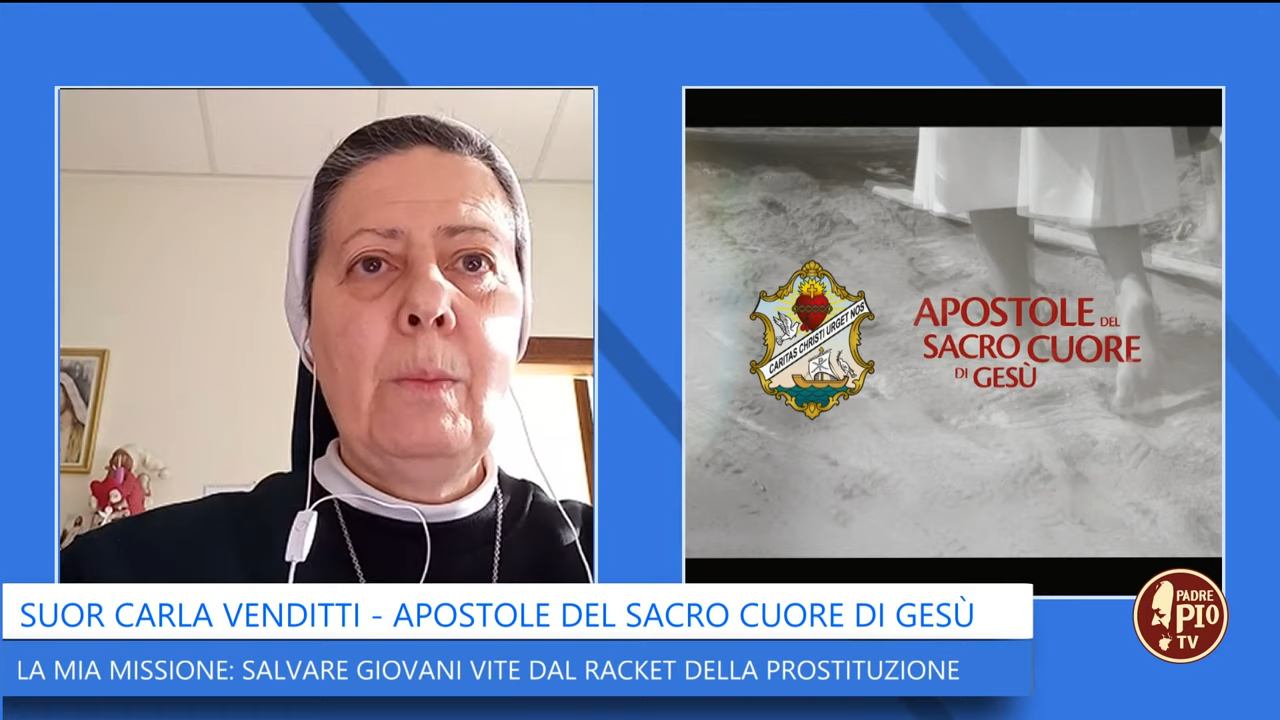 CARITAS CHRISTI URGET NOS
APOSTOLE DEL
SACRO CUORE
DI GESÙ
SUOR CARLA VENDITTI - APOSTOLE DEL SACRO CUORE DI GESÙ
LA MIA MISSIONE: SALVARE GIOVANI VITE DAL RACKET DELLA PROSTITUZIONE
PADRE
PIO
TV